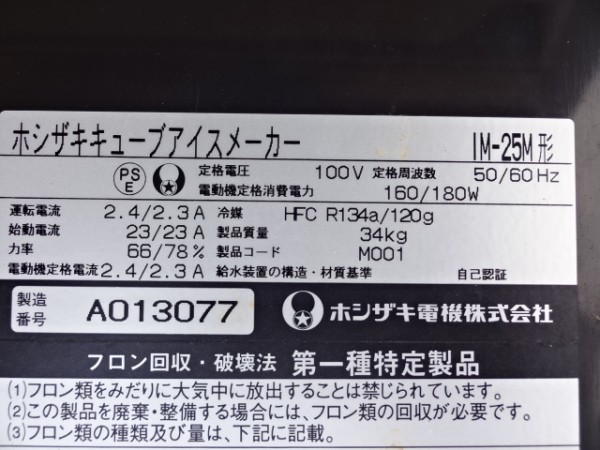 ホシザキキューブアイスメーカー IM-25M形
PS
E
定格電圧 100V 定格周波数 50/60Hz
電動機定格消費電力 160/180W
運転電流 2.4/2.3A 冷媒 HFC R134a/120g
始動電流 23/23A 製品質量 34kg
力率 66/78% 製品コード M001
電動機定格電流 2.4/2.3A 給水装置の構造・材質基準 自己認証
製造番号 A013077 ホシザキ電機株式会社
フロン回収・破壊法 第一種特定製品
(1)フロン類をみだりに大気中に放出することは禁じられています。
(2)この製品を廃棄・整備する場合には、フロン類の回収が必要です。
(3)フロン類の種類及び量は、下記に記載。